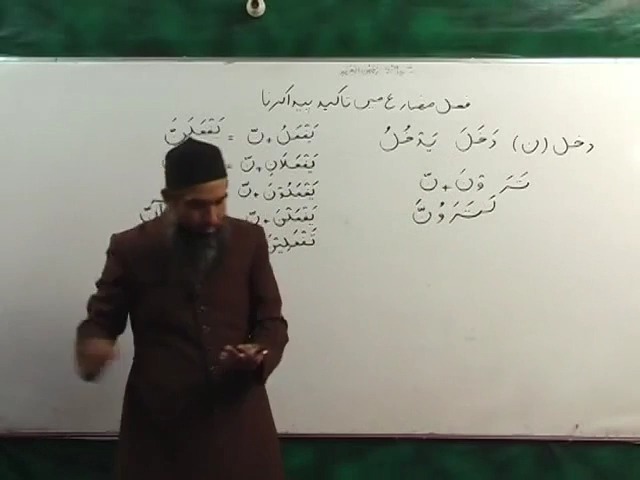 فعل مضارع میں تاکید پیدا کرنا
دخل (ن) دَخَلَ یَدْخُلُ
تَرَوْنَ + نَّ
لَتَرَوُنَّ
یَفْعَلُ + نَّ = یَفْعَلَنَّ
یَفْعَلَانِ + نَّ =
یَفْعَلُوْنَ + نَّ
یَفْعَلْنَ + نَّ
تَفْعَلِیْنَ